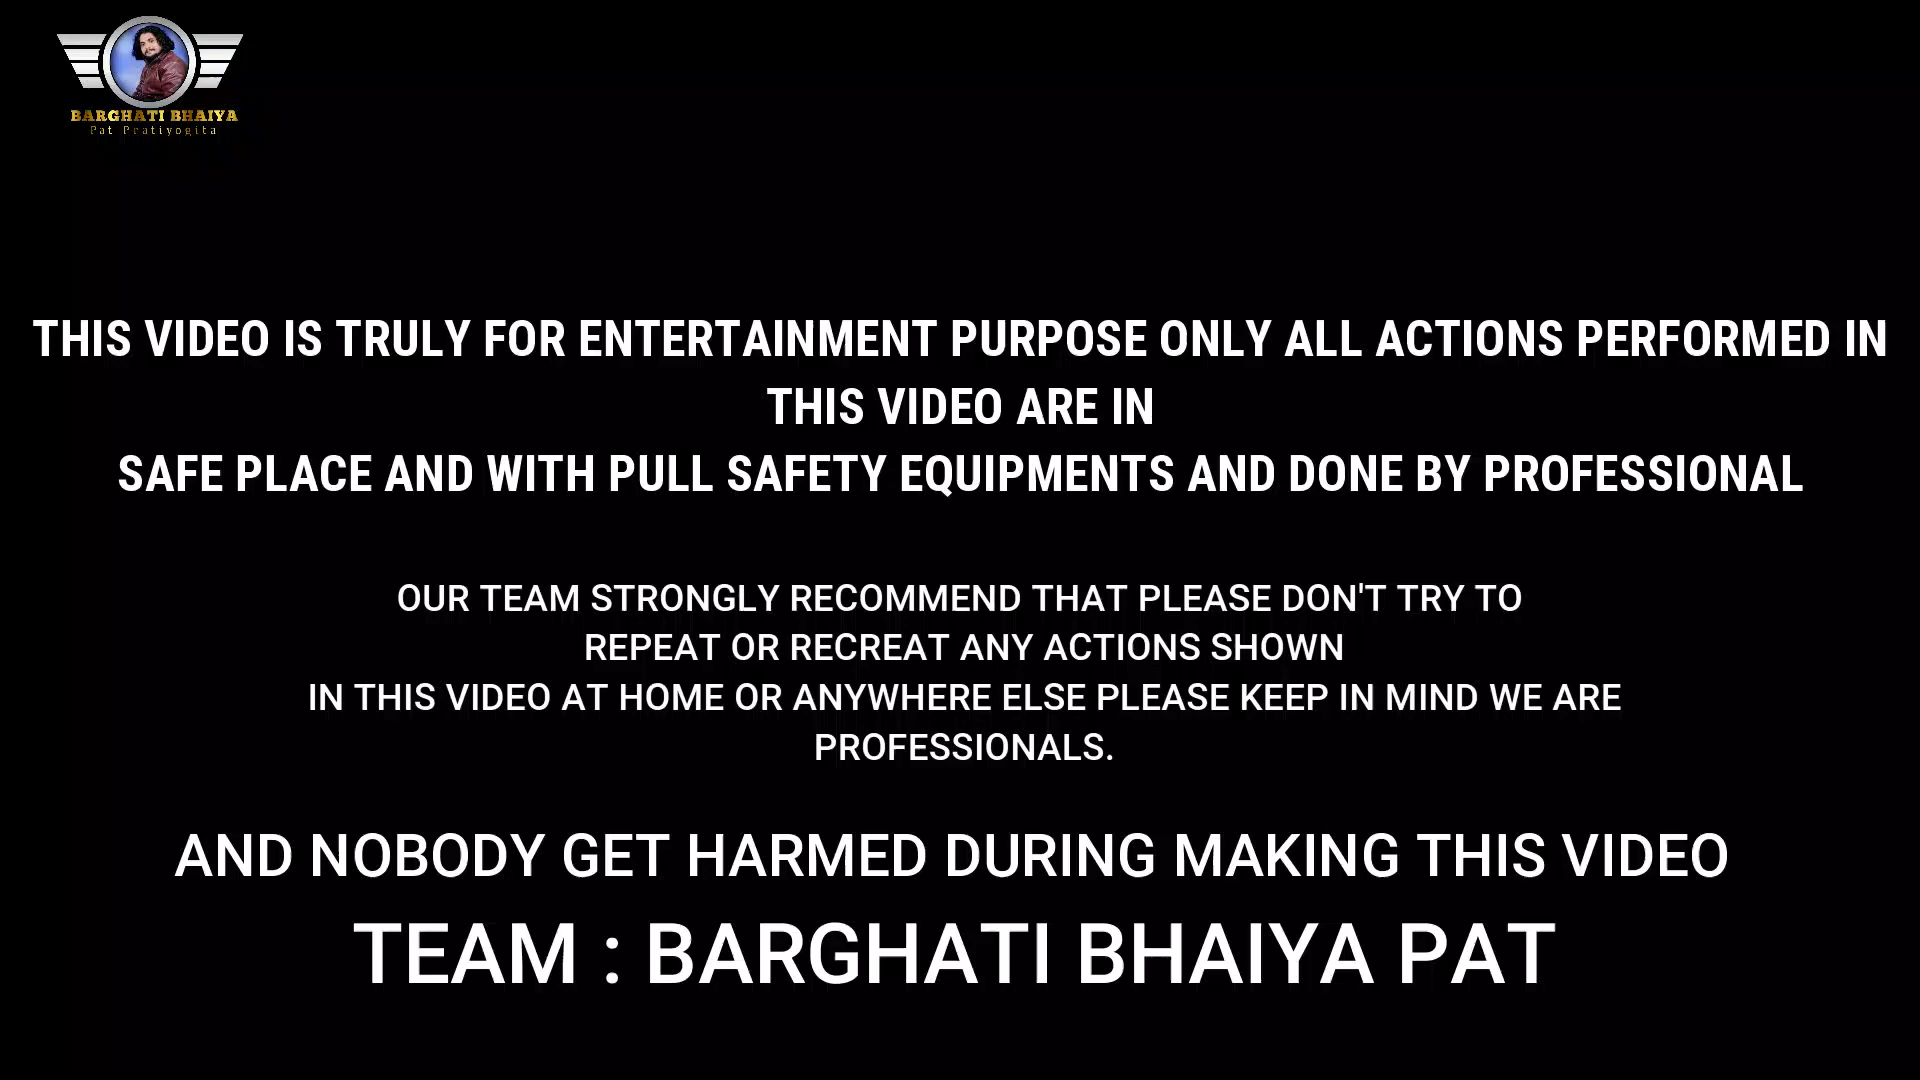 BARGHATI BHAIYA
Pat Pratiyogita
THIS VIDEO IS TRULY FOR ENTERTAINMENT PURPOSE ONLY ALL ACTIONS PERFORMED IN
THIS VIDEO ARE IN
SAFE PLACE AND WITH PULL SAFETY EQUIPMENTS AND DONE BY PROFESSIONAL
OUR TEAM STRONGLY RECOMMEND THAT PLEASE DON'T TRY TO
REPEAT OR RECREAT ANY ACTIONS SHOWN
IN THIS VIDEO AT HOME OR ANYWHERE ELSE PLEASE KEEP IN MIND WE ARE
PROFESSIONALS.
AND NOBODY GET HARMED DURING MAKING THIS VIDEO
TEAM : BARGHATI BHAIYA PAT